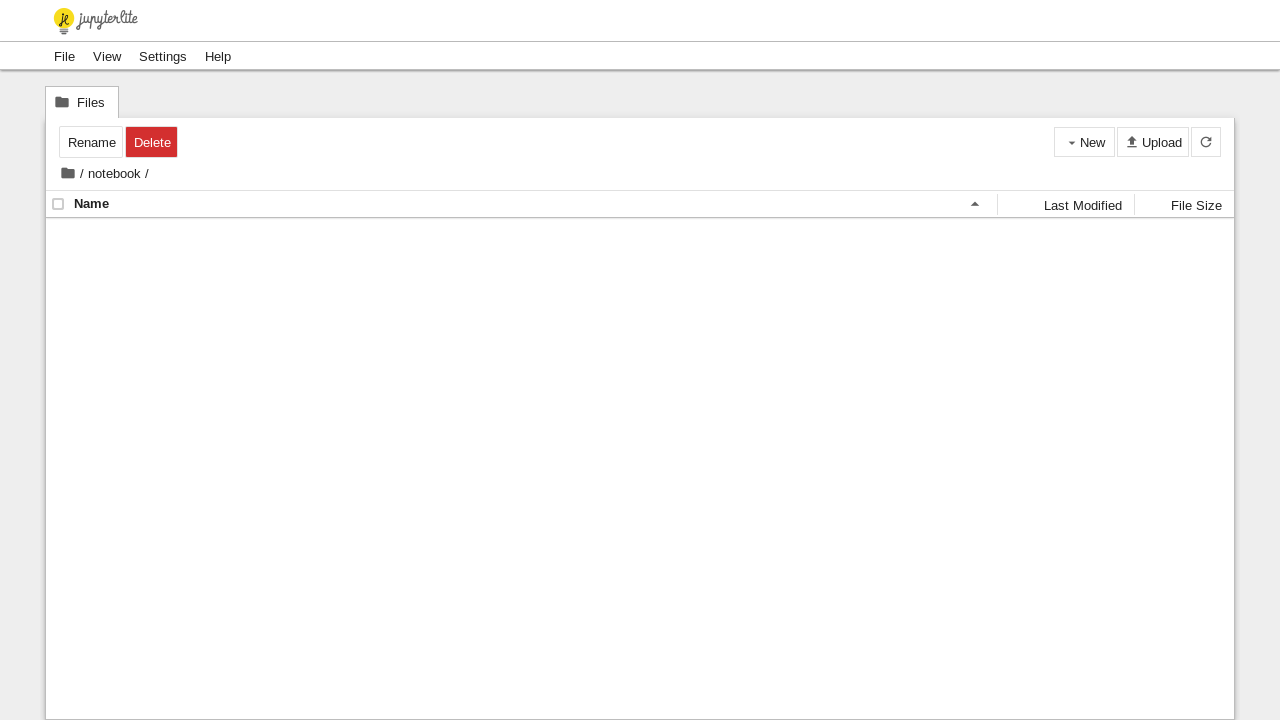 jupyterlite
File View Settings Help
Files
Rename Delete New Upload
/ notebook /
Name Last Modified File Size